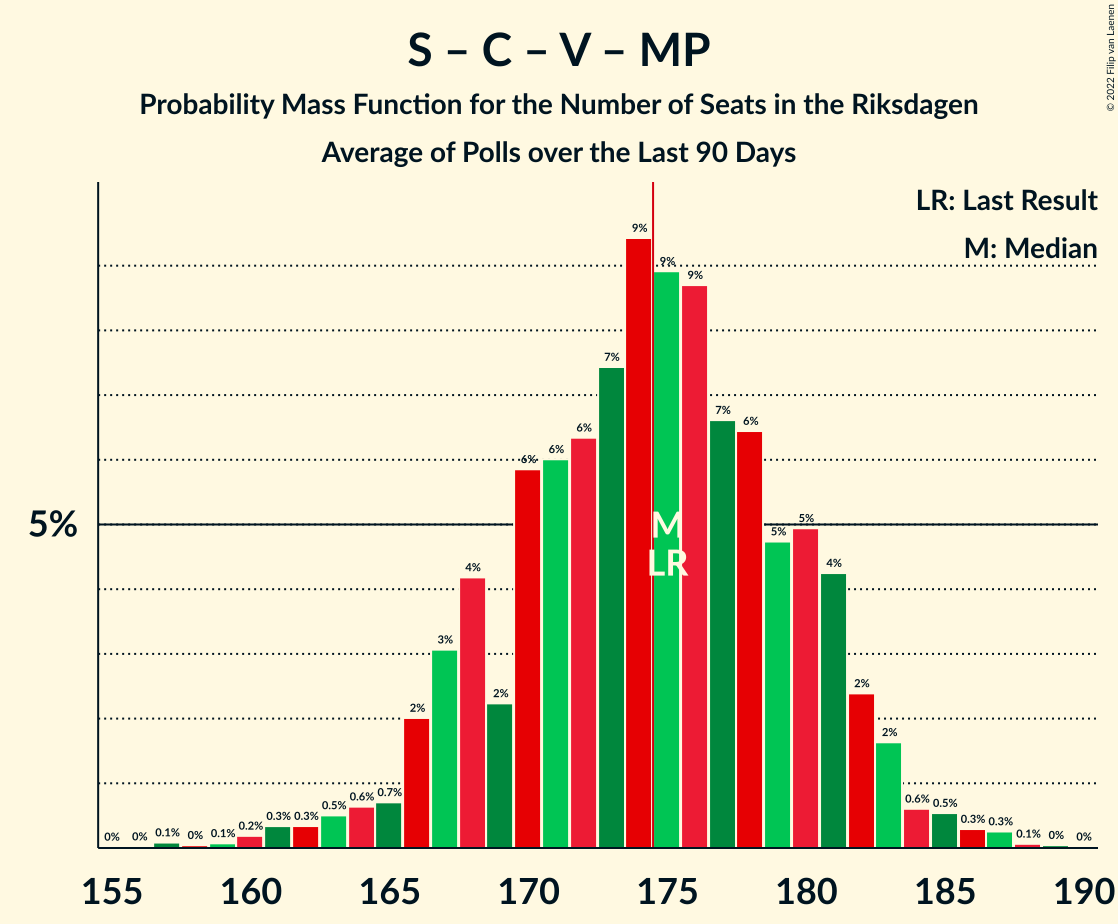 S – C – V – MP
Probability Mass Function for the Number of Seats in the Riksdagen
Average of Polls over the Last 90 Days
© 2022 Filip van Laenen
LR: Last Result
M: Median
5%
0% 0% 0.1% 0% 0.1% 0.2% 0.3% 0.3% 0.5% 0.6% 0.7% 2% 3% 4% 2% 6% 6% 6% 7% 9% 9% 9% 7% 6% 5% 5% 4% 2% 2% 0.6% 0.5% 0.3% 0.3% 0.1% 0% 0%
M
LR
155 160 165 170 175 180 185 190